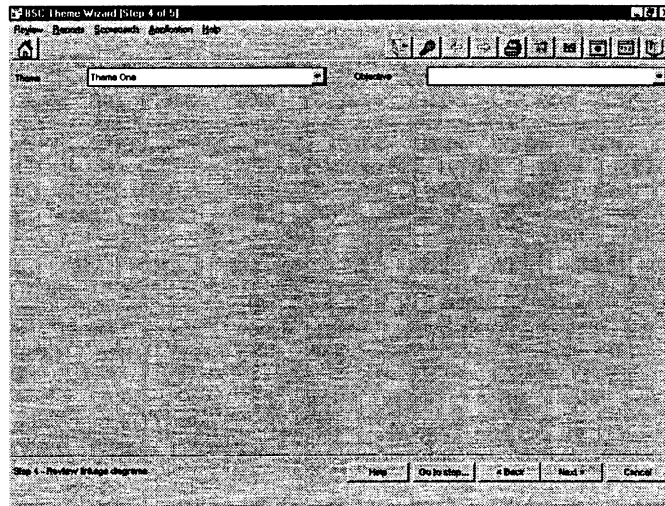 BSC Theme Wizard [Step 4 of 5]
Review Reports Scorecards Application Help
Theme Theme One Objective
Step 4 - Review linkage diagrams Help Go to step... < Back Next > Cancel